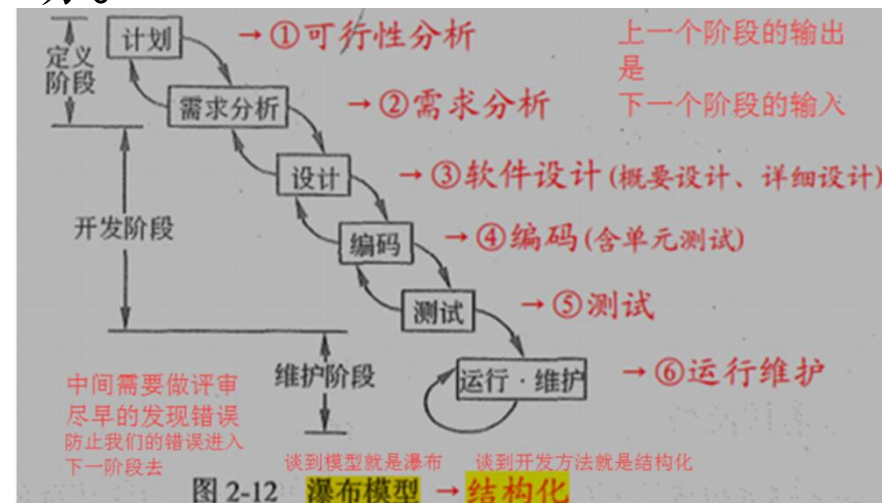 计划 → ①可行性分析
上一个阶段的输出
是
下一个阶段的输入
定义
阶段
需求分析 → ②需求分析
设计 → ③软件设计(概要设计、详细设计)
开发阶段
编码 → ④编码(含单元测试)
测试 → ⑤测试
维护阶段
运行·维护 → ⑥运行维护
中间需要做评审
尽早的发现错误
防止我们的错误进入
下一阶段去
谈到模型就是瀑布 谈到开发方法就是结构化
图 2-12 瀑布模型 → 结构化